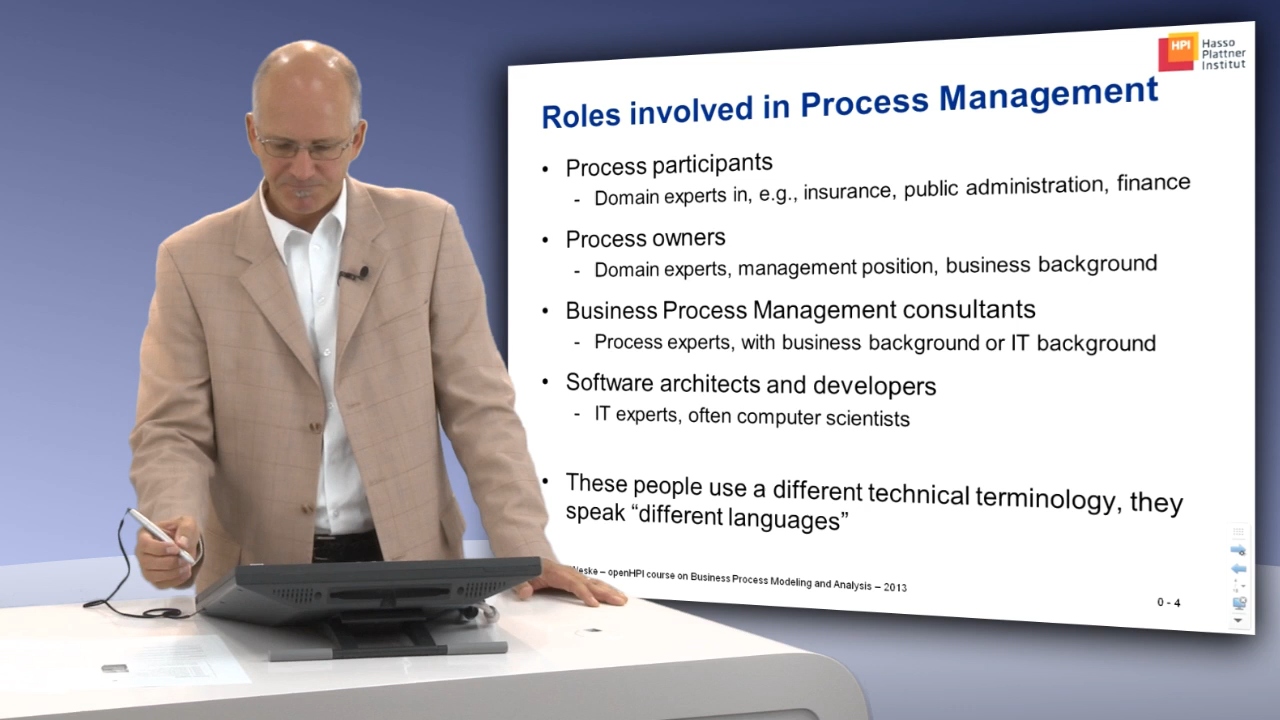 HPI Hasso
Plattner
Institut
Roles involved in Process Management
• Process participants
- Domain experts in, e.g., insurance, public administration, finance
• Process owners
- Domain experts, management position, business background
• Business Process Management consultants
- Process experts, with business background or IT background
• Software architects and developers
- IT experts, often computer scientists
• These people use a different technical terminology, they
speak “different languages”
Weske – openHPI course on Business Process Modeling and Analysis – 2013
0 - 4